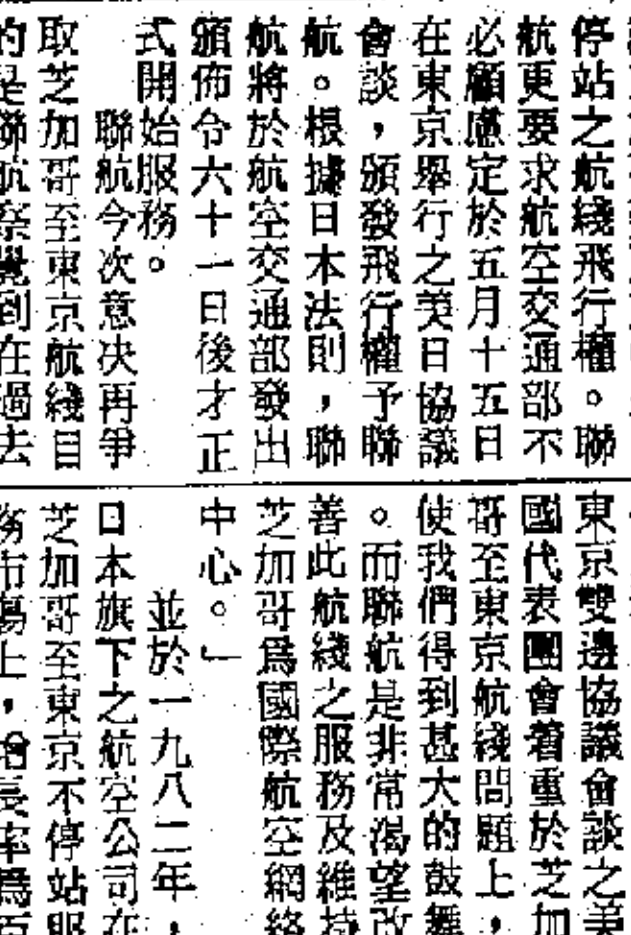 停站之航綫飛行權。聯
航更要求航空交通部不
必顧慮定於五月十五日
在東京舉行之美日協議
會談，頒發飛行權予聯
航。根據日本法則，聯
航將於航空交通部發出
頒佈令六十一日後才正
式開始服務。
聯航今次意决再爭
取芝加哥至東京航綫目
的是聯航察覺到在過去
東京雙邊協議會談之美
國代表團會着重於芝加
哥至東京航綫問題上，
使我們得到甚大的鼓舞
。而聯航是非常渴望改
善此航綫之服務及維持
芝加哥爲國際航空網絡
中心。」
並於一九八二年，
日本旗下之航空公司在
芝加哥至東京不停站服
務市場上，增長率爲百